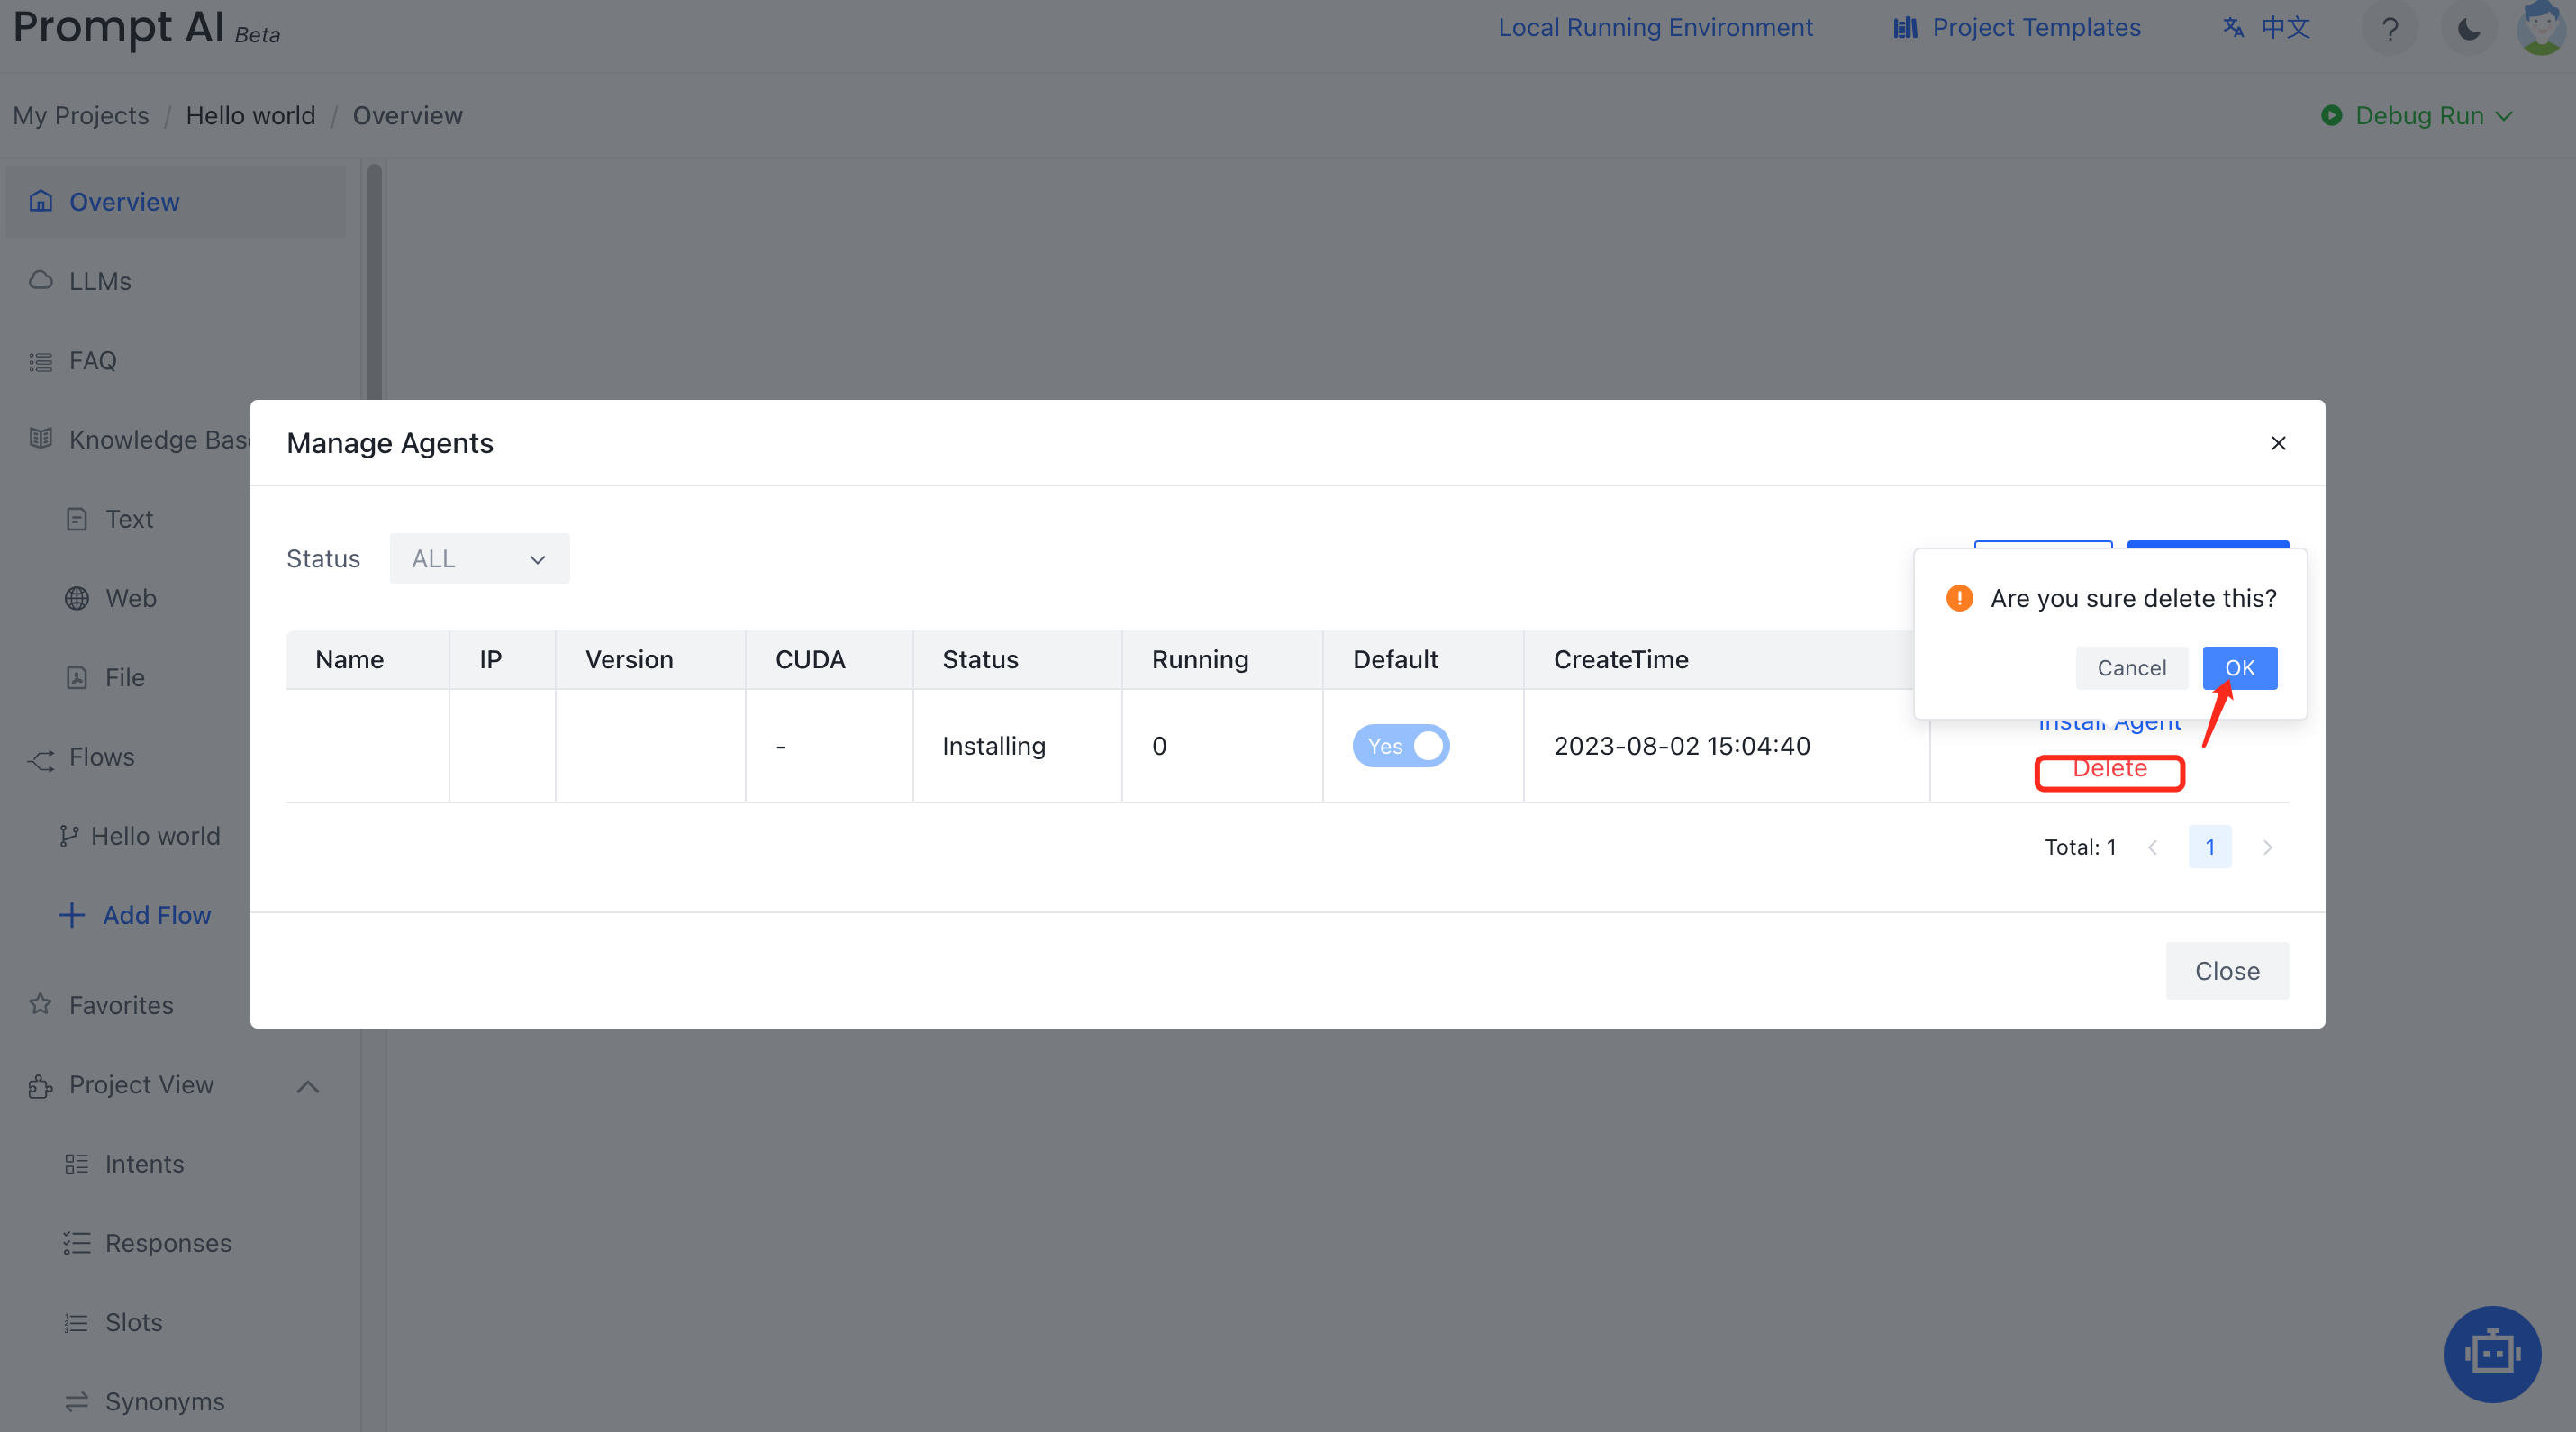 Prompt AI Beta
Local Running Environment
Project Templates
中文
?
My Projects / Hello world / Overview
Debug Run
Overview
LLMs
FAQ
Knowledge Bas
Text
Web
File
Flows
Hello world
Add Flow
Favorites
Project View
Intents
Responses
Slots
Synonyms
Manage Agents
Status ALL
Are you sure delete this?
Cancel OK
Name IP Version CUDA Status Running Default CreateTime
- Installing 0 Yes 2023-08-02 15:04:40
Install Agent
Delete
Total: 1 1
Close